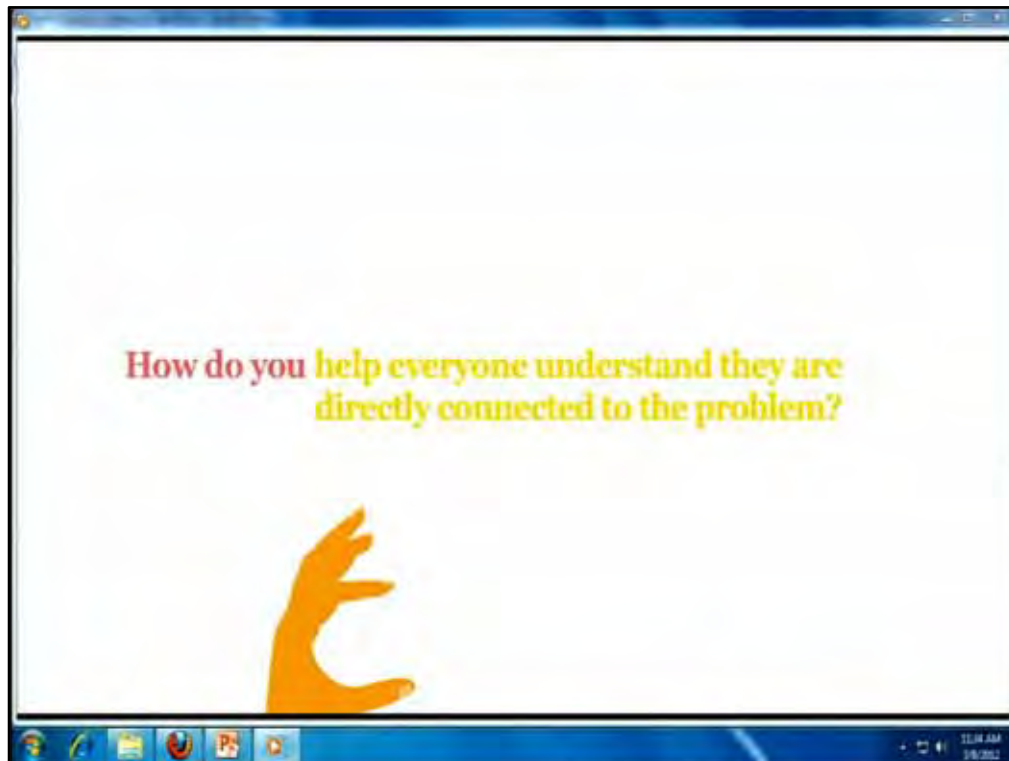 How do you help everyone understand they are
directly connected to the problem?